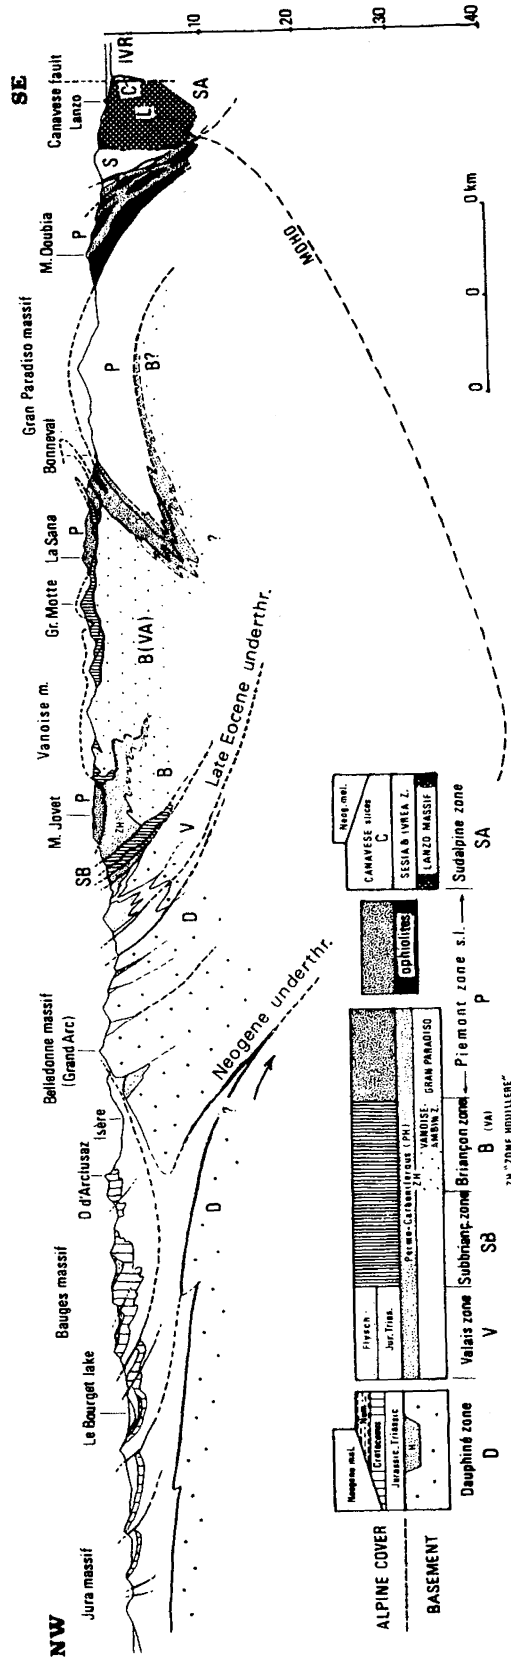 NW
SE
Jura massif
Le Bourget lake
Bauges massif
D d'Arclusaz
Isère
Belledonne massif
(Grand Arc)
SB
M. Jovet
P
Vanoise m.
Gr. Motte
La Sana
P
Bonneval
Gran Paradiso massif
M. Doubia
P
S
Lanzo
Canavese fault
C
L
IVR.
SA
10
20
30
40
D
?
Neogene underthr.
D
V
B
ZH
Late Eocene underthr.
B(VA)
?
P
B?
MOHO
0
0
0 km
ALPINE COVER
BASEMENT
Neogene mol.
Num.
Cretaceous
Jurassic, Triassic
H
Dauphiné zone
D
Flysch
Jur. Trias.
Permo-Carboniferous (PH)
ZH
VANOISE-
AMBIN Z.
GRAN PARADISO
Valais zone
V
Subbrianç. zone
SB
Briançon zone
B (VA)
ZH "ZONE HOUILLERE"
ophiolites
Piemont zone s.l.
P
Neog. mol.
CANAVESE slices
C
SESIA & IVREA Z.
LANZO MASSIF
Sudalpine zone
SA